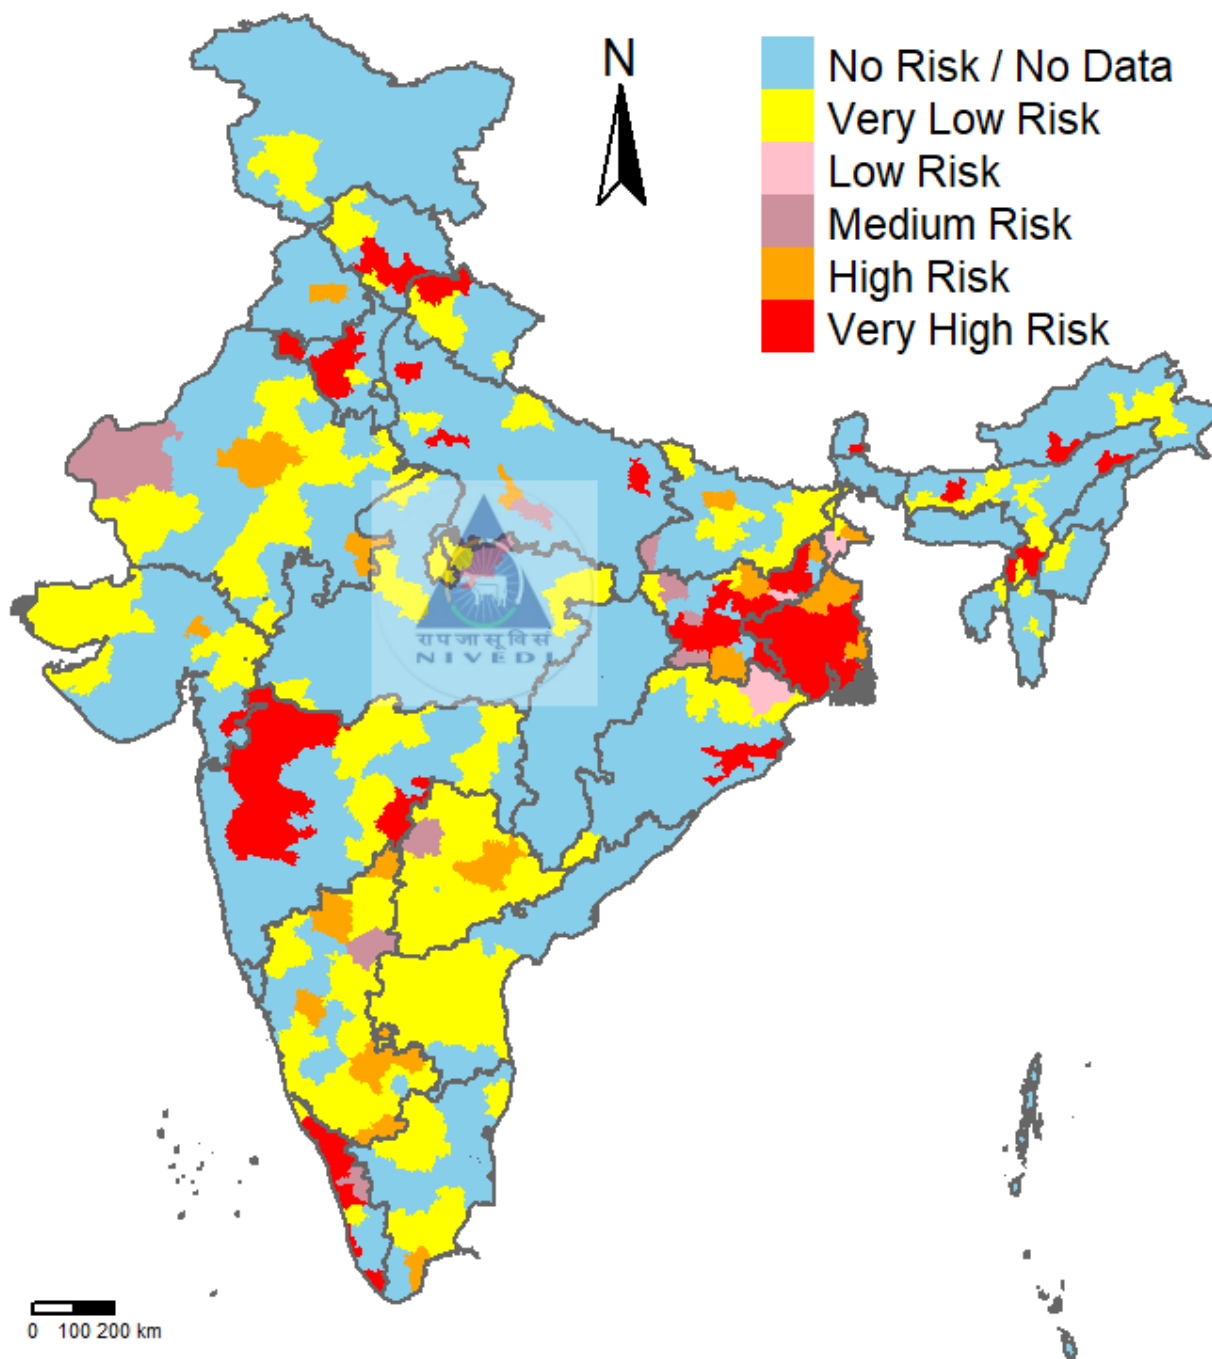 N
No Risk / No Data
Very Low Risk
Low Risk
Medium Risk
High Risk
Very High Risk
राष्पजासूविसं
NIVEDI
0 100 200 km